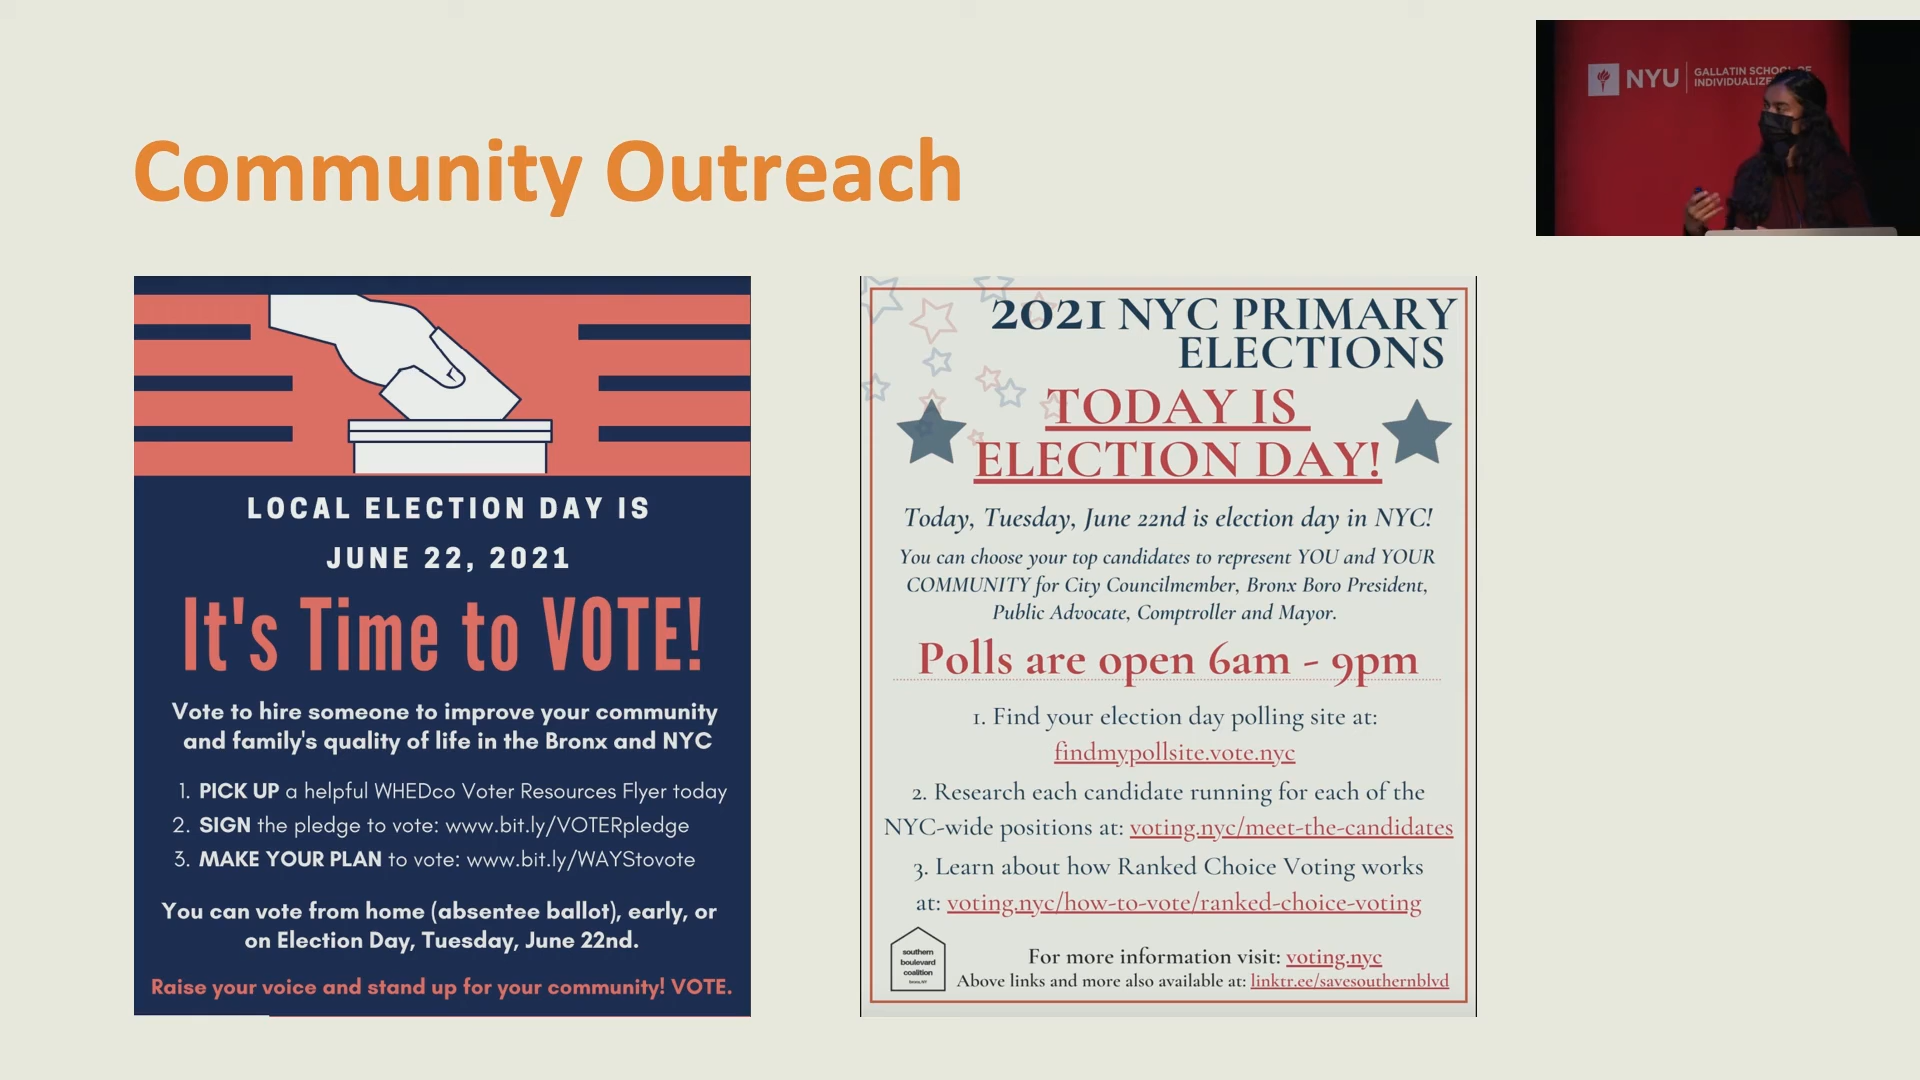 Community Outreach
NYU
GALLATIN SCHOOL OF
INDIVIDUALIZE
LOCAL ELECTION DAY IS
JUNE 22, 2021
It's Time to VOTE!
Vote to hire someone to improve your community
and family's quality of life in the Bronx and NYC
1. PICK UP a helpful WHEDco Voter Resources Flyer today
2. SIGN the pledge to vote: www.bit.ly/VOTERpledge
3. MAKE YOUR PLAN to vote: www.bit.ly/WAYStovote
You can vote from home (absentee ballot), early, or
on Election Day, Tuesday, June 22nd.
Raise your voice and stand up for your community! VOTE.
2021 NYC PRIMARY
ELECTIONS
TODAY IS
ELECTION DAY!
Today, Tuesday, June 22nd is election day in NYC!
You can choose your top candidates to represent YOU and YOUR
COMMUNITY for City Councilmember, Bronx Boro President,
Public Advocate, Comptroller and Mayor.
Polls are open 6am - 9pm
1. Find your election day polling site at:
findmypollsite.vote.nyc
2. Research each candidate running for each of the
NYC-wide positions at: voting.nyc/meet-the-candidates
3. Learn about how Ranked Choice Voting works
at: voting.nyc/how-to-vote/ranked-choice-voting
southern
boulevard
coalition
For more information visit: voting.nyc
Above links and more also available at: linktr.ee/savesouthernblvd